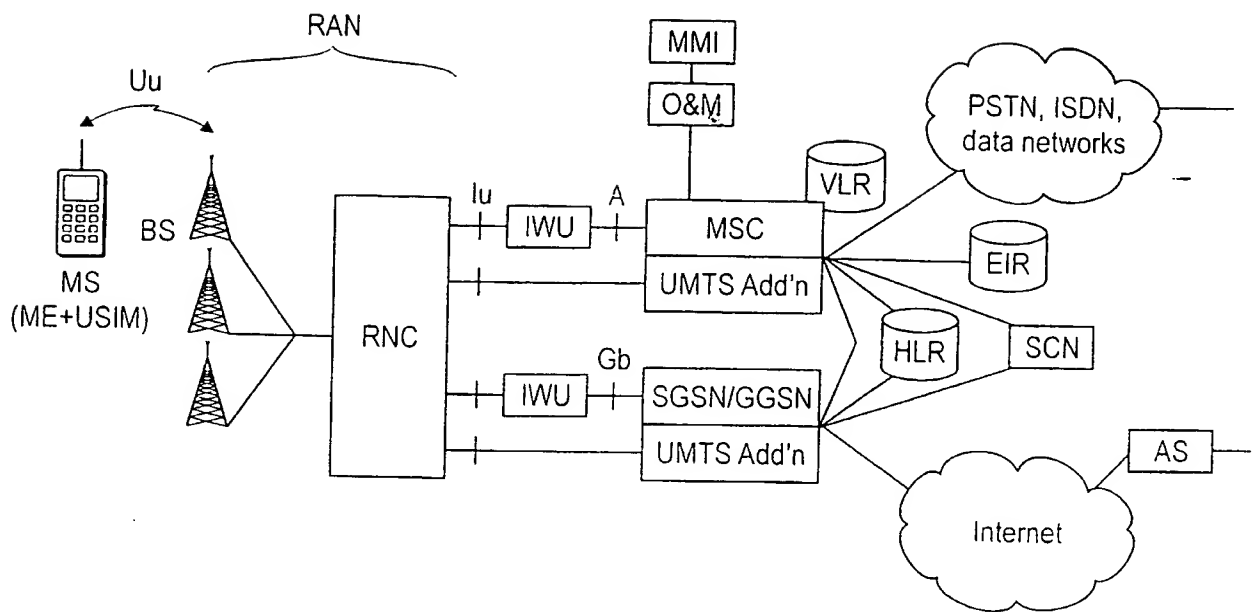 RAN
MMI
Uu
O&M
PSTN, ISDN,
data networks
VLR
Iu
IWU
A
MSC
BS
EIR
MS
(ME+USIM)
UMTS Add'n
RNC
HLR
SCN
Gb
IWU
SGSN/GGSN
UMTS Add'n
AS
Internet